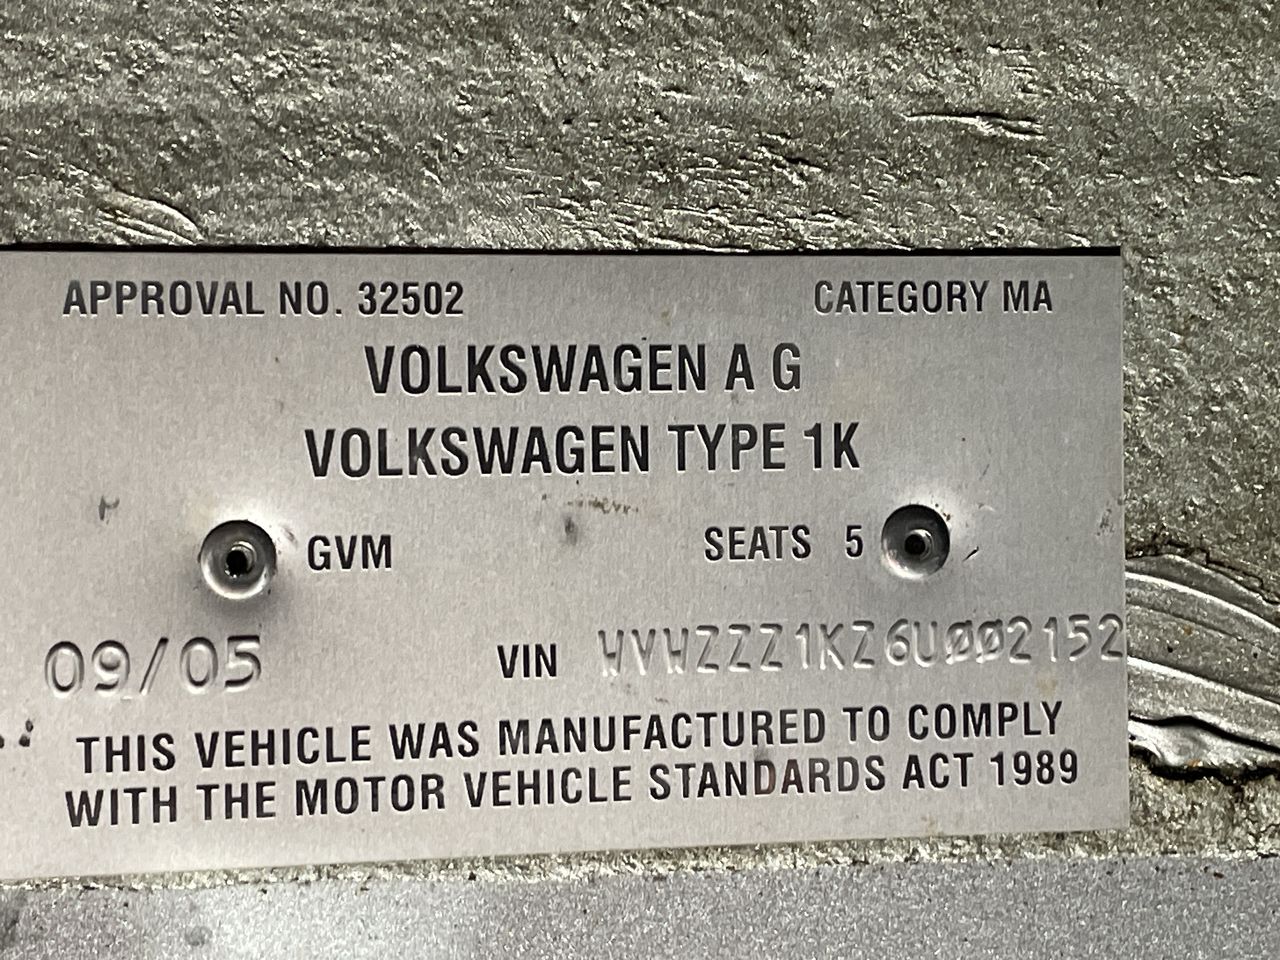 APPROVAL NO. 32502 CATEGORY MA
VOLKSWAGEN A G
VOLKSWAGEN TYPE 1K
GVM SEATS 5
09/05 VIN WVWZZZ1KZ6U002152
THIS VEHICLE WAS MANUFACTURED TO COMPLY
WITH THE MOTOR VEHICLE STANDARDS ACT 1989